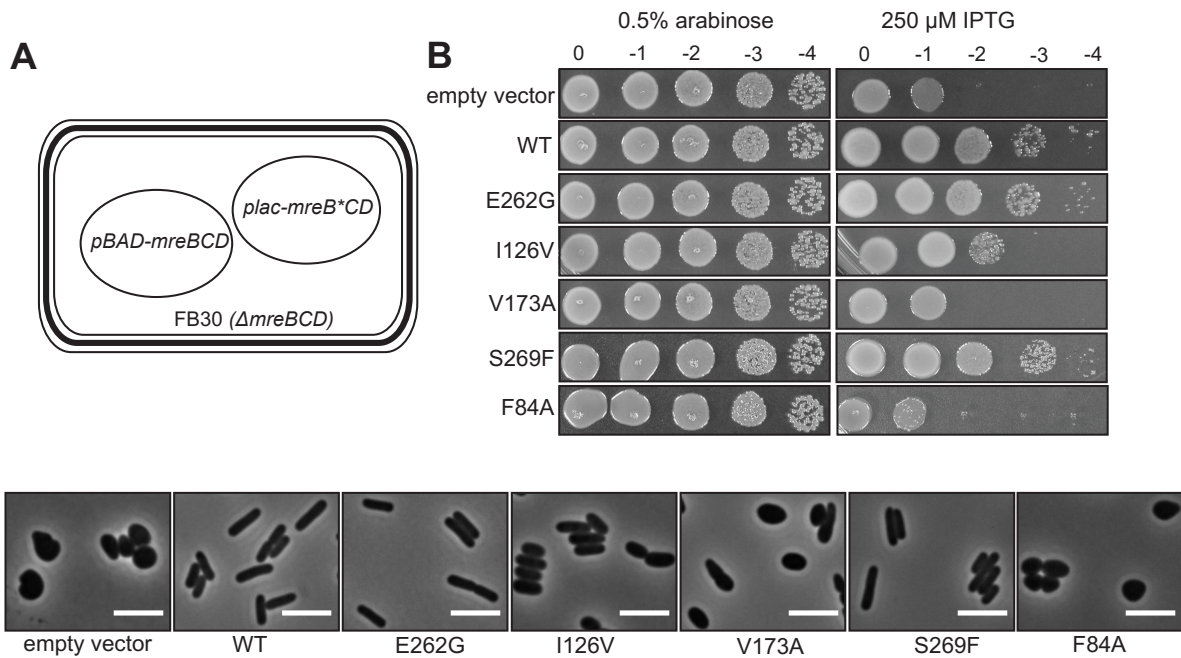 A
pBAD-mreBCD
plac-mreB*CD
FB30 (ΔmreBCD)
B
0.5% arabinose
250 µM IPTG
0 -1 -2 -3 -4
0 -1 -2 -3 -4
empty vector
WT
E262G
I126V
V173A
S269F
F84A
empty vector
WT
E262G
I126V
V173A
S269F
F84A